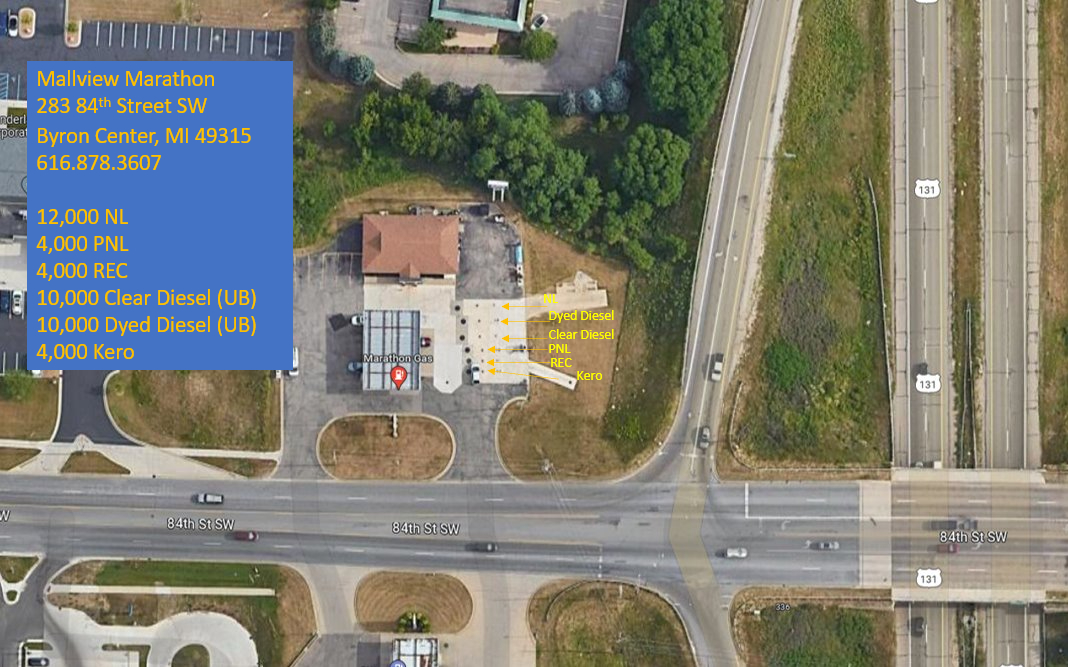 Mallview Marathon
283 84th Street SW
Byron Center, MI 49315
616.878.3607
12,000 NL
4,000 PNL
4,000 REC
10,000 Clear Diesel (UB)
10,000 Dyed Diesel (UB)
4,000 Kero
131
NL
Dyed Diesel
Clear Diesel
PNL
REC
Kero
Marathon Gas
131
84th St SW
84th St SW
84th St SW
131
336